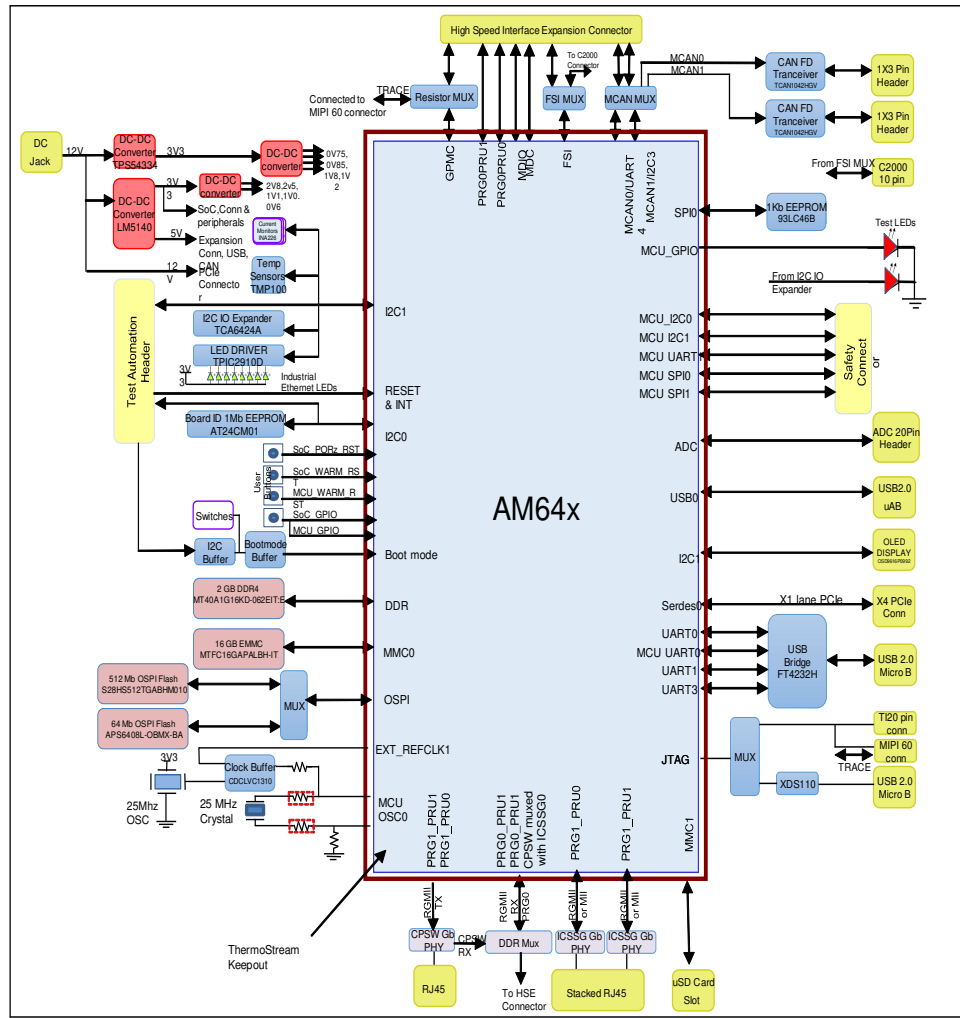 High Speed Interface Expansion Connector
To C2000
Connector
MCAN0
MCAN1
CAN FD
Tranceiver
TCAN1042HGV
1X3 Pin
Header
CAN FD
Tranceiver
TCAN1042HGV
1X3 Pin
Header
TRACE
Connected to
MIPI 60 connector
Resistor MUX
FSI MUX
MCAN MUX
DC
Jack
12V
DC-DC
Converter
TPS54334
3V3
DC-DC
converter
0V75,
0V85,
1V8,1V
2
DC-DC
Converter
LM5140
3V
3
DC-DC
converter
2V8,2v5,
1V1,1V0.
0V6
SoC,Conn &
peripherals
5V
Expansion
Conn, USB,
CAN
12
V
PCIe
Connecto
r
Current
Monitors
INA226
Temp
Sensors
TMP100
I2C IO Expander
TCA6424A
LED DRIVER
TPIC2910D
3V
3
Industrial
Ethernet LEDs
Test Automation
Header
Board ID 1Mb EEPROM
AT24CM01
User
Buttons
SoC_PORz_RST
SoC_WARM_RS
T
MCU_WARM_R
ST
SoC_GPIO
MCU_GPIO
Switches
I2C
Buffer
Bootmode
Buffer
2 GB DDR4
MT40A1G16KD-062EIT:E
16 GB EMMC
MTFC16GAPALBH-IT
512 Mb OSPI Flash
S28HS512TGABHM010
64 Mb OSPI Flash
APS6408L-OBMX-BA
MUX
3V3
25Mhz
OSC
Clock Buffer
CDCLVC1310
25 MHz
Crystal
ThermoStream
Keepout
AM64x
GPMC
PRG0PRU1
PRG0PRU0
MDIO
MDC
FSI
MCAN0/UART
4
MCAN1/I2C3
I2C1
RESET
& INT
I2C0
Boot mode
DDR
MMC0
OSPI
EXT_REFCLK1
MCU
OSC0
SPI0
MCU_GPIO
MCU_I2C0
MCU I2C1
MCU UART1
MCU SPI0
MCU SPI1
ADC
USB0
I2C1
Serdes0
UART0
MCU UART0
UART1
UART3
JTAG
MMC1
PRG1_PRU1
PRG1_PRU0
PRG0_PRU1
PRG0_PRU1
CPSW muxed
with ICSSG0
PRG1_PRU0
PRG1_PRU1
From FSI MUX
C2000
10 pin
1Kb EEPROM
93LC46B
Test LEDs
From I2C IO
Expander
Safety
Connect
or
ADC 20Pin
Header
USB2.0
uAB
OLED
DISPLAY
X1 lane PCIe
X4 PCIe
Conn
USB
Bridge
FT4232H
USB 2.0
Micro B
MUX
TI20 pin
conn
MIPI 60
conn
TRACE
XDS110
USB 2.0
Micro B
RGMII
TX
RGMII
RX
PRG0
RGMII
or MII
RGMII
or MII
CPSW Gb
PHY
CPSW
RX
DDR Mux
ICSSG Gb
PHY
ICSSG Gb
PHY
RJ45
To HSE
Connector
Stacked RJ45
uSD Card
Slot